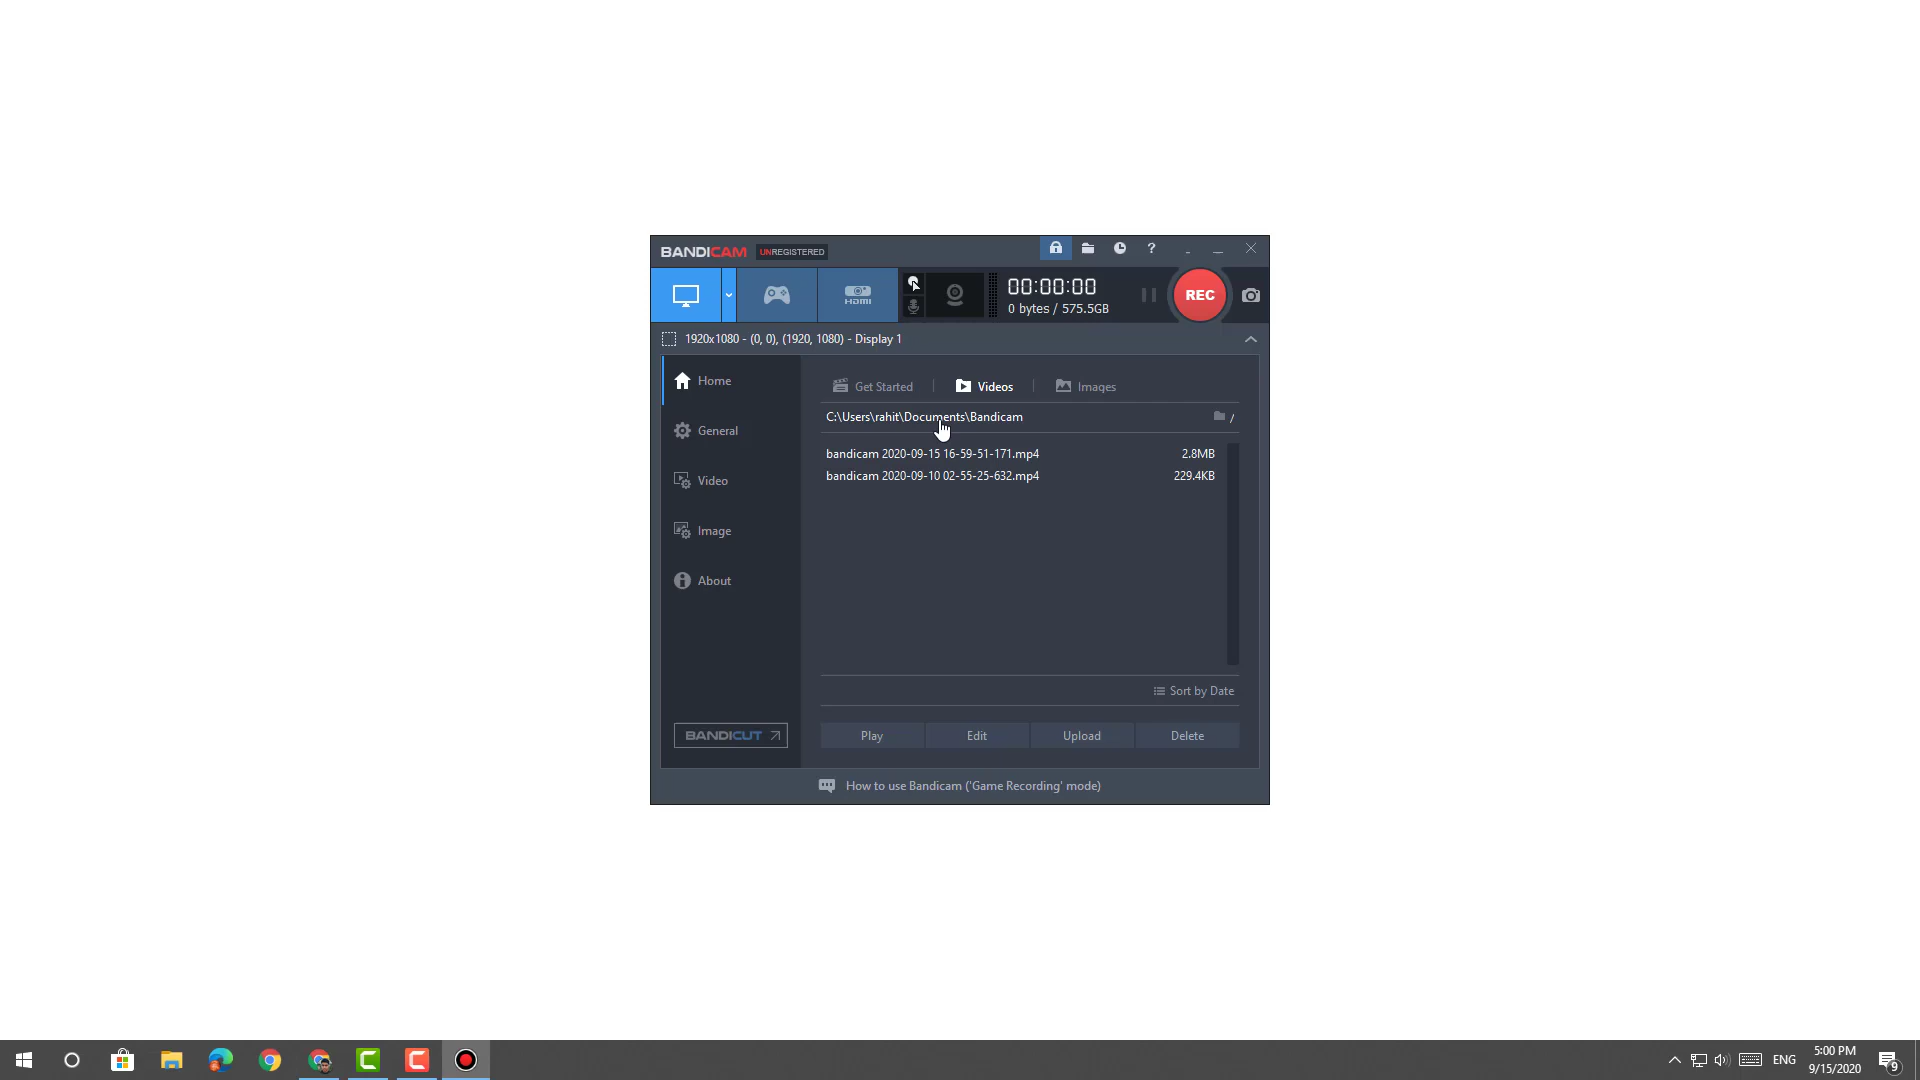 BANDICAM UNREGISTERED ?
HDMI
00:00:00
0 bytes / 575.5GB
REC
1920x1080 - (0, 0), (1920, 1080) - Display 1
Home
General
Video
Image
About
BANDICUT
Get Started
Videos
Images
C:\Users\rahit\Documents\Bandicam /
bandicam 2020-09-15 16-59-51-171.mp4 2.8MB
bandicam 2020-09-10 02-55-25-632.mp4 229.4KB
Sort by Date
Play Edit Upload Delete
How to use Bandicam ('Game Recording' mode)
ENG
5:00 PM
9/15/2020
9